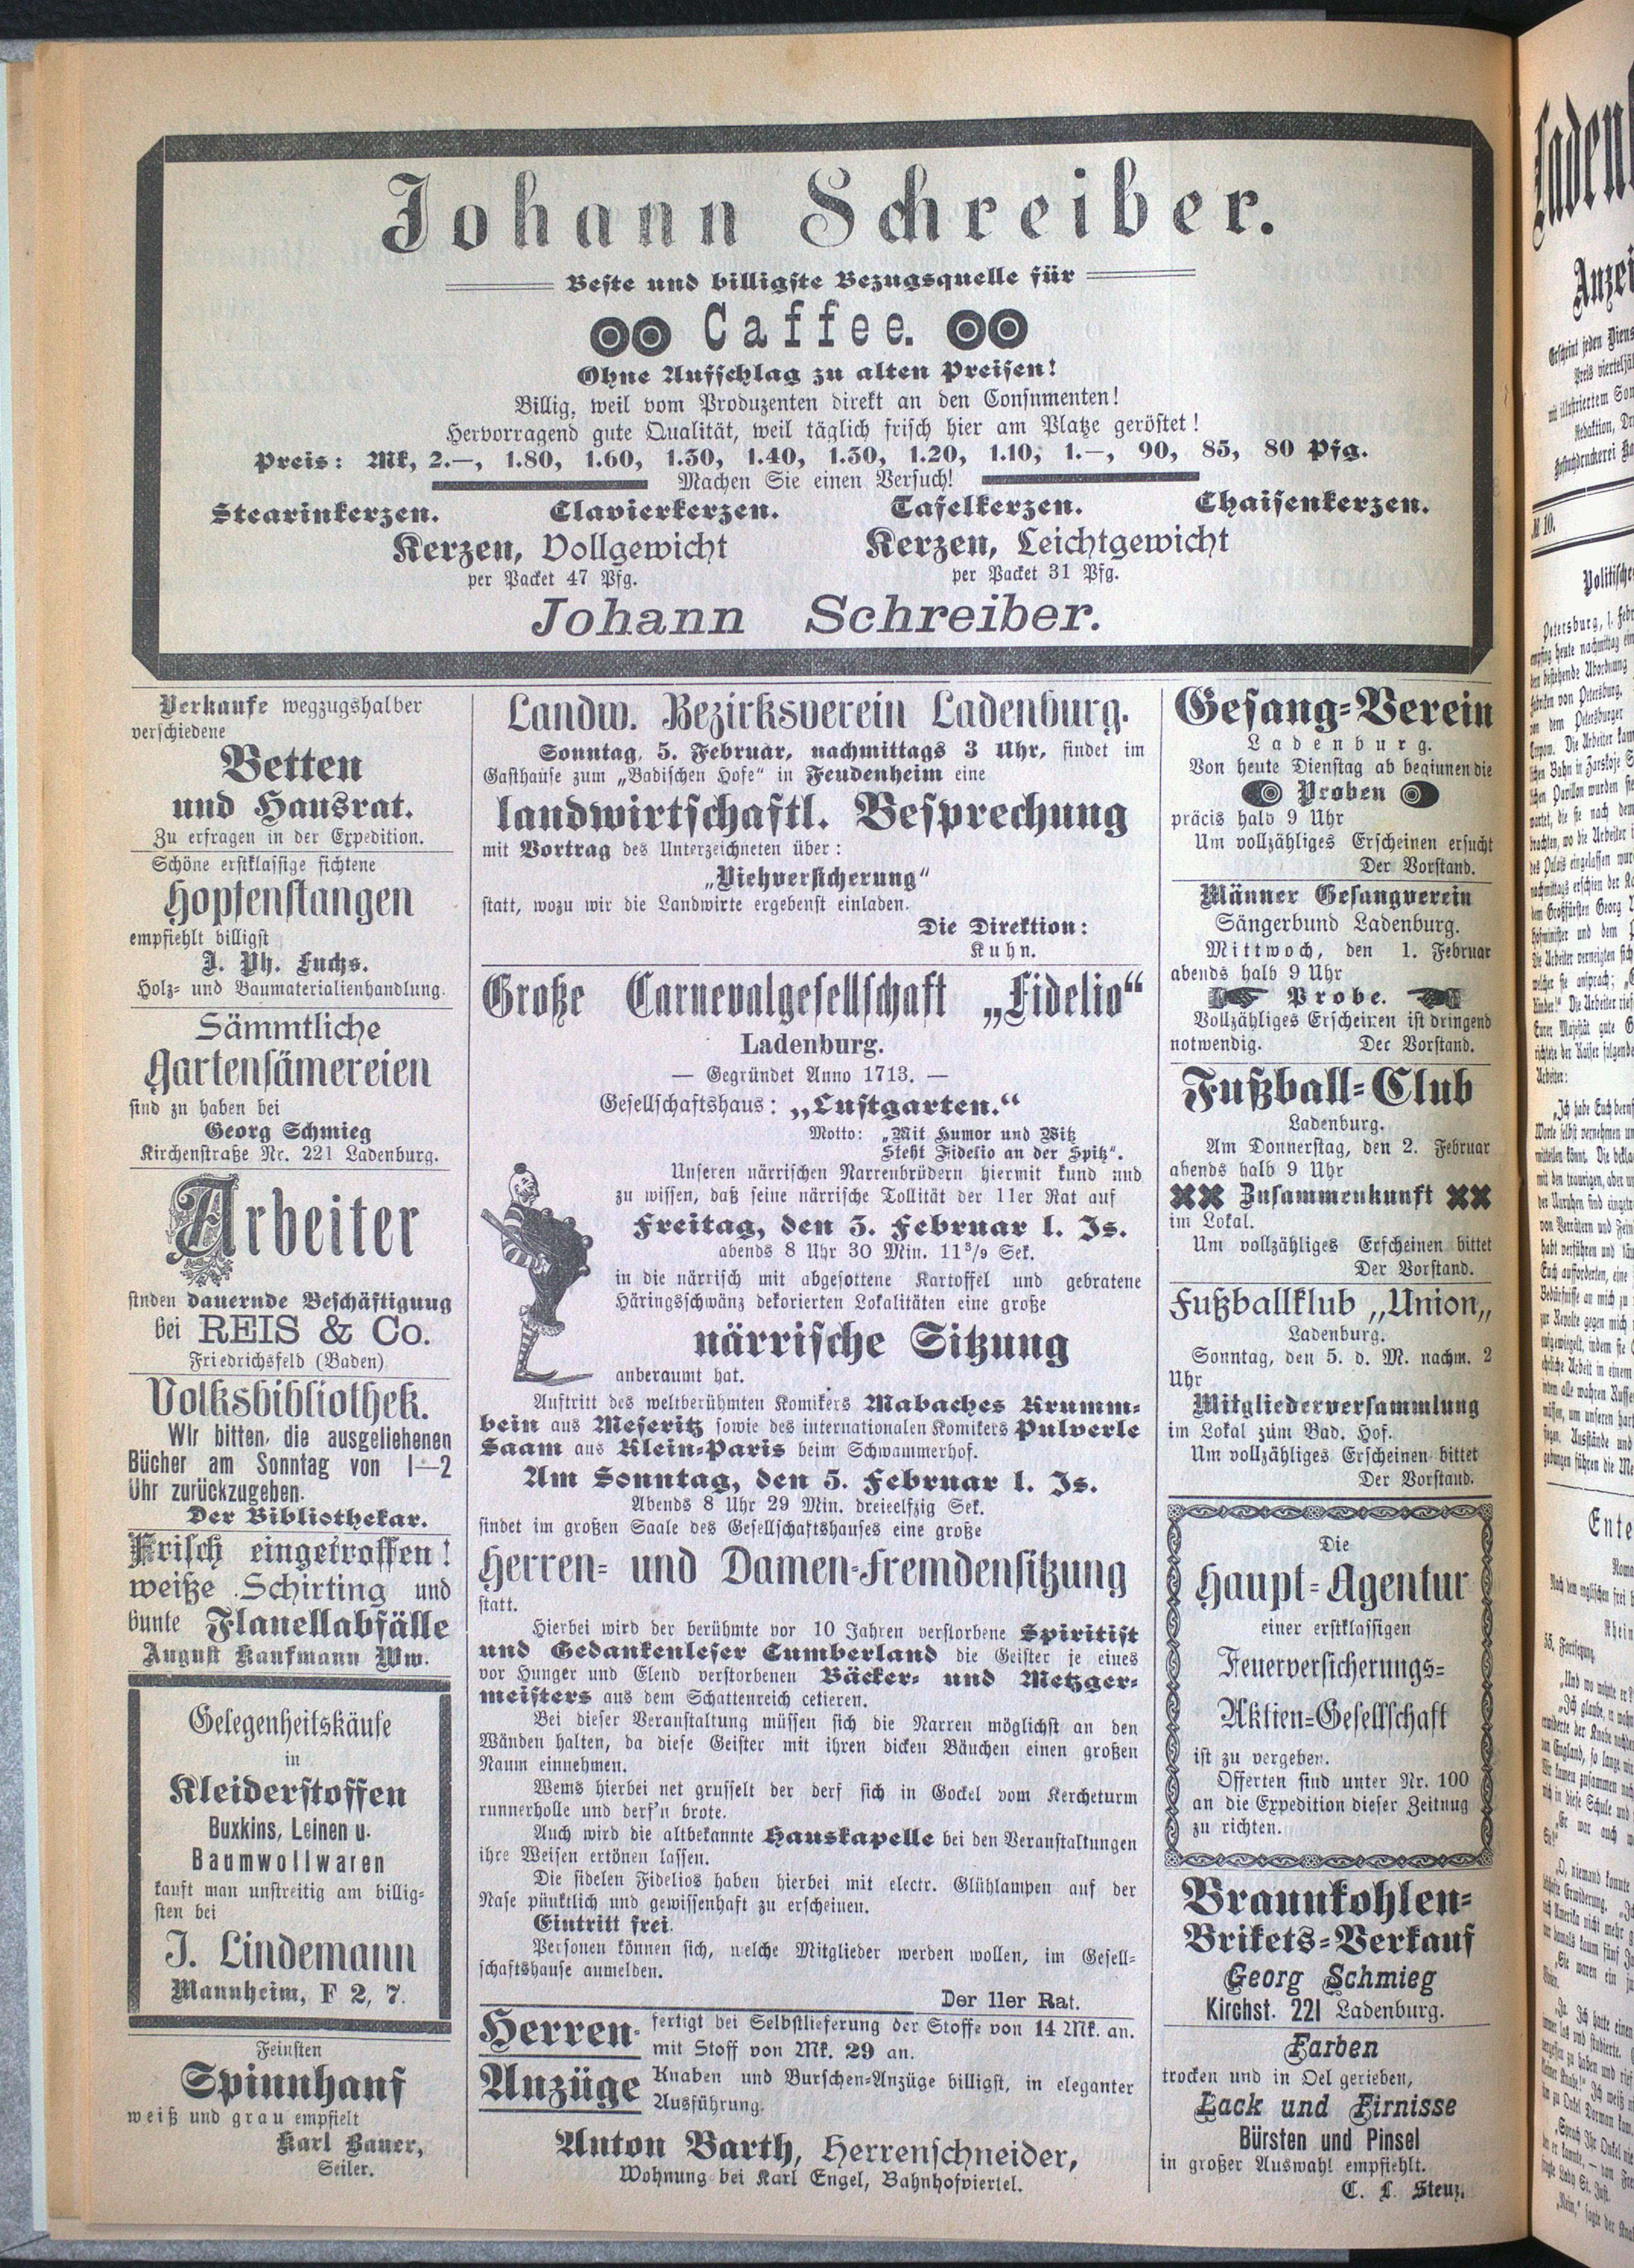 Johann Schreiber.
Beste und billigste Bezugsquelle für
Caffee.
Ohne Aufschlag zu alten Preisen!
Billig, weil vom Produzenten direkt an den Consumenten!
Hervorragend gute Qualität, weil täglich frisch hier am Platze geröstet!
Preis: Mk, 2.—, 1.80, 1.60, 1.50, 1.40, 1.30, 1.20, 1.10, 1.—, 90, 85, 80 Pfg.
Machen Sie einen Versuch!
Stearinkerzen. Clavierkerzen. Tafelkerzen. Chaisenkerzen.
Kerzen, Vollgewicht Kerzen, Leichtgewicht
per Packet 47 Pfg. per Packet 31 Pfg.
Johann Schreiber.
Verkaufe wegzugshalber
verschiedene
Betten
und Hausrat.
Zu erfragen in der Expedition.
Schöne erstklassige fichtene
Hopfenstangen
empfiehlt billigst
J. Ph. Fuchs.
Holz- und Baumaterialienhandlung.
Sämmtliche
Gartensämereien
sind zu haben bei
Georg Schmieg
Kirchenstraße Nr. 221 Ladenburg.
Arbeiter
finden dauernde Beschäftigung
bei REIS & Co.
Friedrichsfeld (Baden)
Volksbibliothek.
Wir bitten, die ausgeliehenen
Bücher am Sonntag von 1—2
Uhr zurückzugeben.
Der Bibliothekar.
Frisch eingetroffen!
weiße Schirting und
bunte Flanellabfälle
August Kaufmann Ww.
Gelegenheitskäufe
in
Kleiderstoffen
Buxkins, Leinen u.
Baumwollwaren
kauft man unstreitig am billig-
sten bei
J. Lindemann
Mannheim, F 2, 7.
Feinsten
Spinnhanf
weiß und grau empfielt
Karl Bauer,
Seiler.
Landw. Bezirksverein Ladenburg.
Sonntag, 5. Februar, nachmittags 3 Uhr, findet im
Gasthause zum „Badischen Hofe“ in Feudenheim eine
landwirtschaftl. Besprechung
mit Vortrag des Unterzeichneten über:
„Viehversicherung“
statt, wozu wir die Landwirte ergebenst einladen.
Die Direktion:
Kuhn.
Große Carnevalgesellschaft „Fidelio“
Ladenburg.
— Gegründet Anno 1713. —
Gesellschaftshaus: „Lustgarten.“
Motto: „Mit Humor und Witz
Steht Fidelio an der Spitz“.
Unseren närrischen Narrenbrüdern hiermit kund und
zu wissen, daß seine närrische Tollität der 11er Rat auf
Freitag, den 3. Februar l. Js.
abends 8 Uhr 30 Min. 11³/₉ Sek.
in die närrisch mit abgesottene Kartoffel und gebratene
Häringsschwänz dekorierten Lokalitäten eine große
närrische Sitzung
anberaumt hat.
Auftritt des weltberühmten Komikers Mabaches Krumm-
bein aus Meseritz sowie des internationalen Komikers Pulverle
Saam aus Klein-Paris beim Schwammerhof.
Am Sonntag, den 5. Februar l. Js.
Abends 8 Uhr 29 Min. dreieelfzig Sek.
findet im großen Saale des Gesellschaftshauses eine große
Herren- und Damen-Fremdensitzung
statt.
Hierbei wird der berühmte vor 10 Jahren verstorbene Spiritist
und Gedankenleser Cumberland die Geister je eines
vor Hunger und Elend verstorbenen Bäcker- und Metzger-
meisters aus dem Schattenreich cetieren.
Bei dieser Veranstaltung müssen sich die Narren möglichst an den
Wänden halten, da diese Geister mit ihren dicken Bäuchen einen großen
Raum einnehmen.
Wems hierbei net grusselt der derf sich in Gockel vom Kercheturm
runnerholle und derf'n brote.
Auch wird die altbekannte Hauskapelle bei den Veranstaltungen
ihre Weisen ertönen lassen.
Die fidelen Fidelios haben hierbei mit electr. Glühlampen auf der
Nase pünktlich und gewissenhaft zu erscheinen.
Eintritt frei.
Personen können sich, welche Mitglieder werden wollen, im Gesell-
schaftshause anmelden.
Der 11er Rat.
Herren- fertigt bei Selbstlieferung der Stoffe von 14 Mk. an.
mit Stoff von Mk. 29 an.
Anzüge Knaben und Burschen-Anzüge billigst, in eleganter
Ausführung.
Anton Barth, Herrenschneider,
Wohnung bei Karl Engel, Bahnhofviertel.
Gesang-Verein
Ladenburg.
Von heute Dienstag ab beginnen die
Proben
präcis halb 9 Uhr
Um vollzähliges Erscheinen ersucht
Der Vorstand.
Männer Gesangverein
Sängerbund Ladenburg.
Mittwoch, den 1. Februar
abends halb 9 Uhr
Probe.
Vollzähliges Erscheinen ist dringend
notwendig. Der Vorstand.
Fußball-Club
Ladenburg.
Am Donnerstag, den 2. Februar
abends halb 9 Uhr
Zusammenkunft
im Lokal.
Um vollzähliges Erscheinen bittet
Der Vorstand.
Fußballklub „Union„
Ladenburg.
Sonntag, den 5. d. M. nachm. 2
Uhr
Mitgliederversammlung
im Lokal zum Bad. Hof.
Um vollzähliges Erscheinen bittet
Der Vorstand.
Die
Haupt-Agentur
einer erstklassigen
Feuerversicherungs-
Aktien-Gesellschaft
ist zu vergeben.
Offerten sind unter Nr. 100
an die Expedition dieser Zeitnug
zu richten.
Braunkohlen-
Brikets-Verkauf
Georg Schmieg
Kirchst. 221 Ladenburg.
Farben
trocken und in Oel gerieben,
Lack und Firnisse
Bürsten und Pinsel
in großer Auswahl empfiehlt.
C. L. Stenz.
№ 10.
Petersburg, 1. Febr